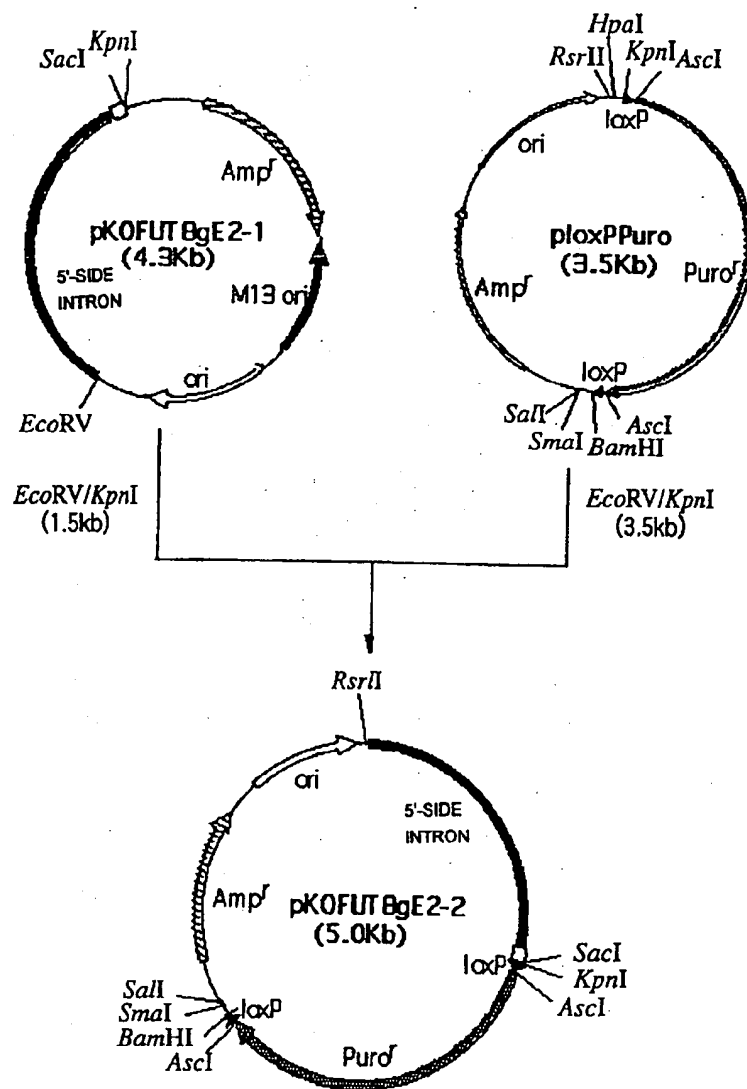 SacI KpnI
Ampʳ
pKOFUT8gE2-1
(4.3Kb)
5'-SIDE
INTRON
M13 ori
ori
EcoRV
EcoRV/KpnI
(1.5kb)
HpaI
RsrII KpnI AscI
loxP
ori
ploxPPuro
(3.5Kb)
Puroʳ
Ampʳ
loxP
SalI
SmaI
BamHI
AscI
EcoRV/KpnI
(3.5kb)
RsrII
ori
5'-SIDE
INTRON
Ampʳ
pKOFUT8gE2-2
(5.0Kb)
loxP
SacI
KpnI
AscI
SalI
SmaI
BamHI
AscI
loxP
Puroʳ